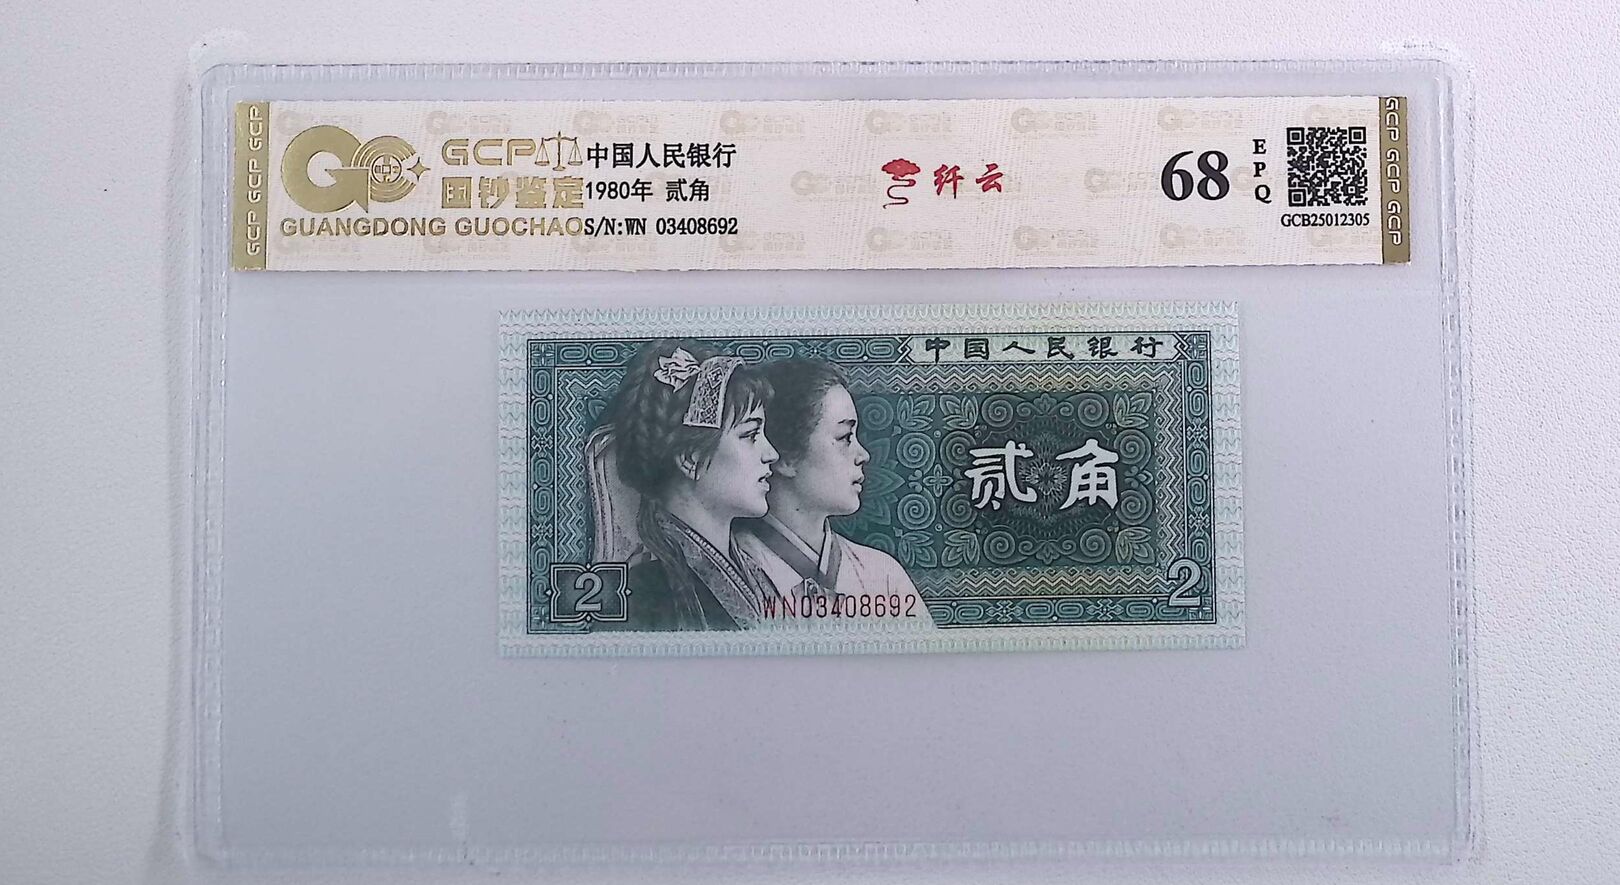 GCP GCP GCP
GCP
国钞鉴定
GUANGDONG GUOCHAO
中国人民银行
1980年 贰角
S/N:WN 03408692
纤云
68
EPQ
GCB25012305
GCP GCP GCP
中国人民银行
贰角
2
WN03408692
2